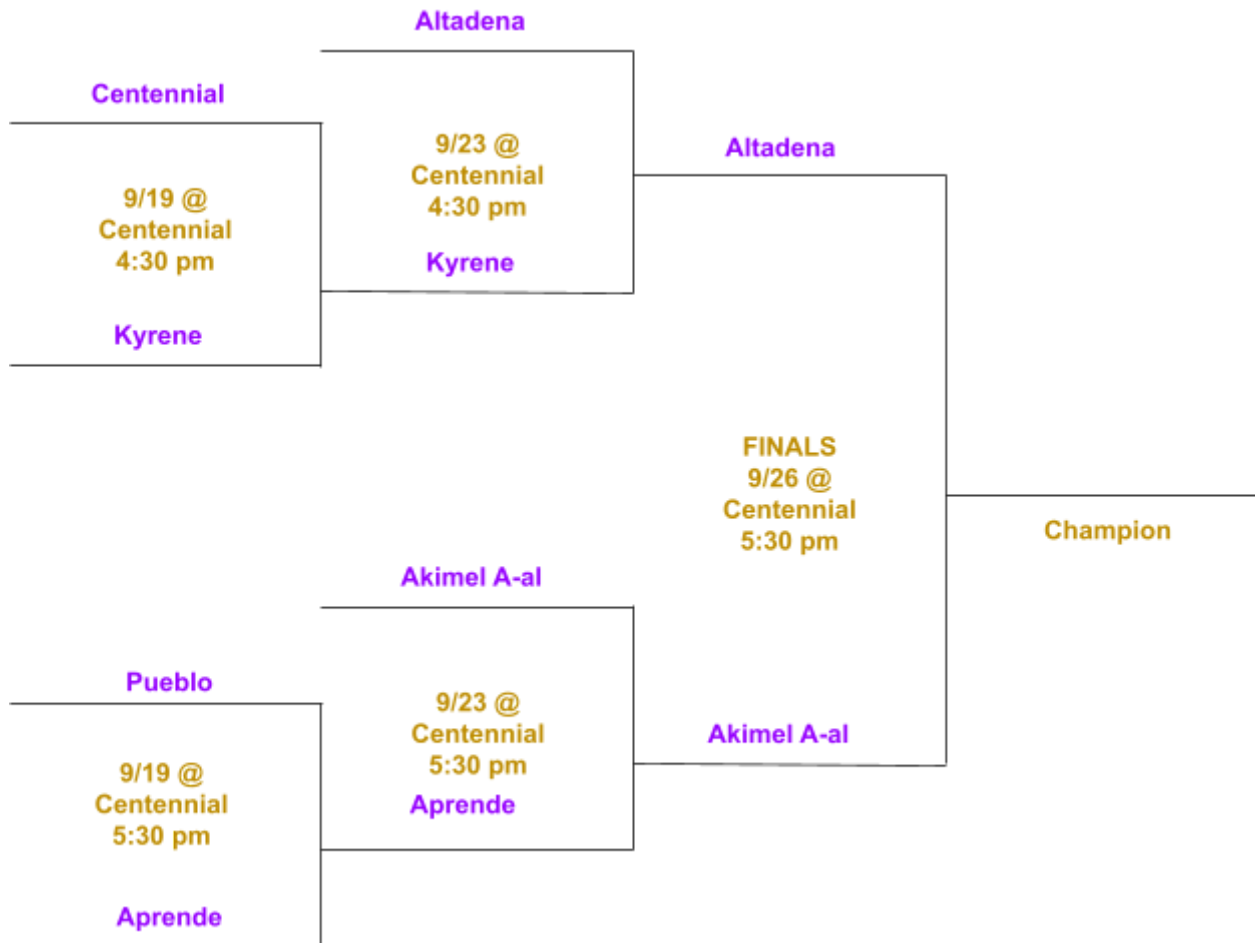 Altadena
Centennial
9/23 @
Centennial
4:30 pm
Altadena
9/19 @
Centennial
4:30 pm
Kyrene
Kyrene
FINALS
9/26 @
Centennial
5:30 pm
Champion
Akimel A-al
Pueblo
9/23 @
Centennial
5:30 pm
Akimel A-al
9/19 @
Centennial
5:30 pm
Aprende
Aprende